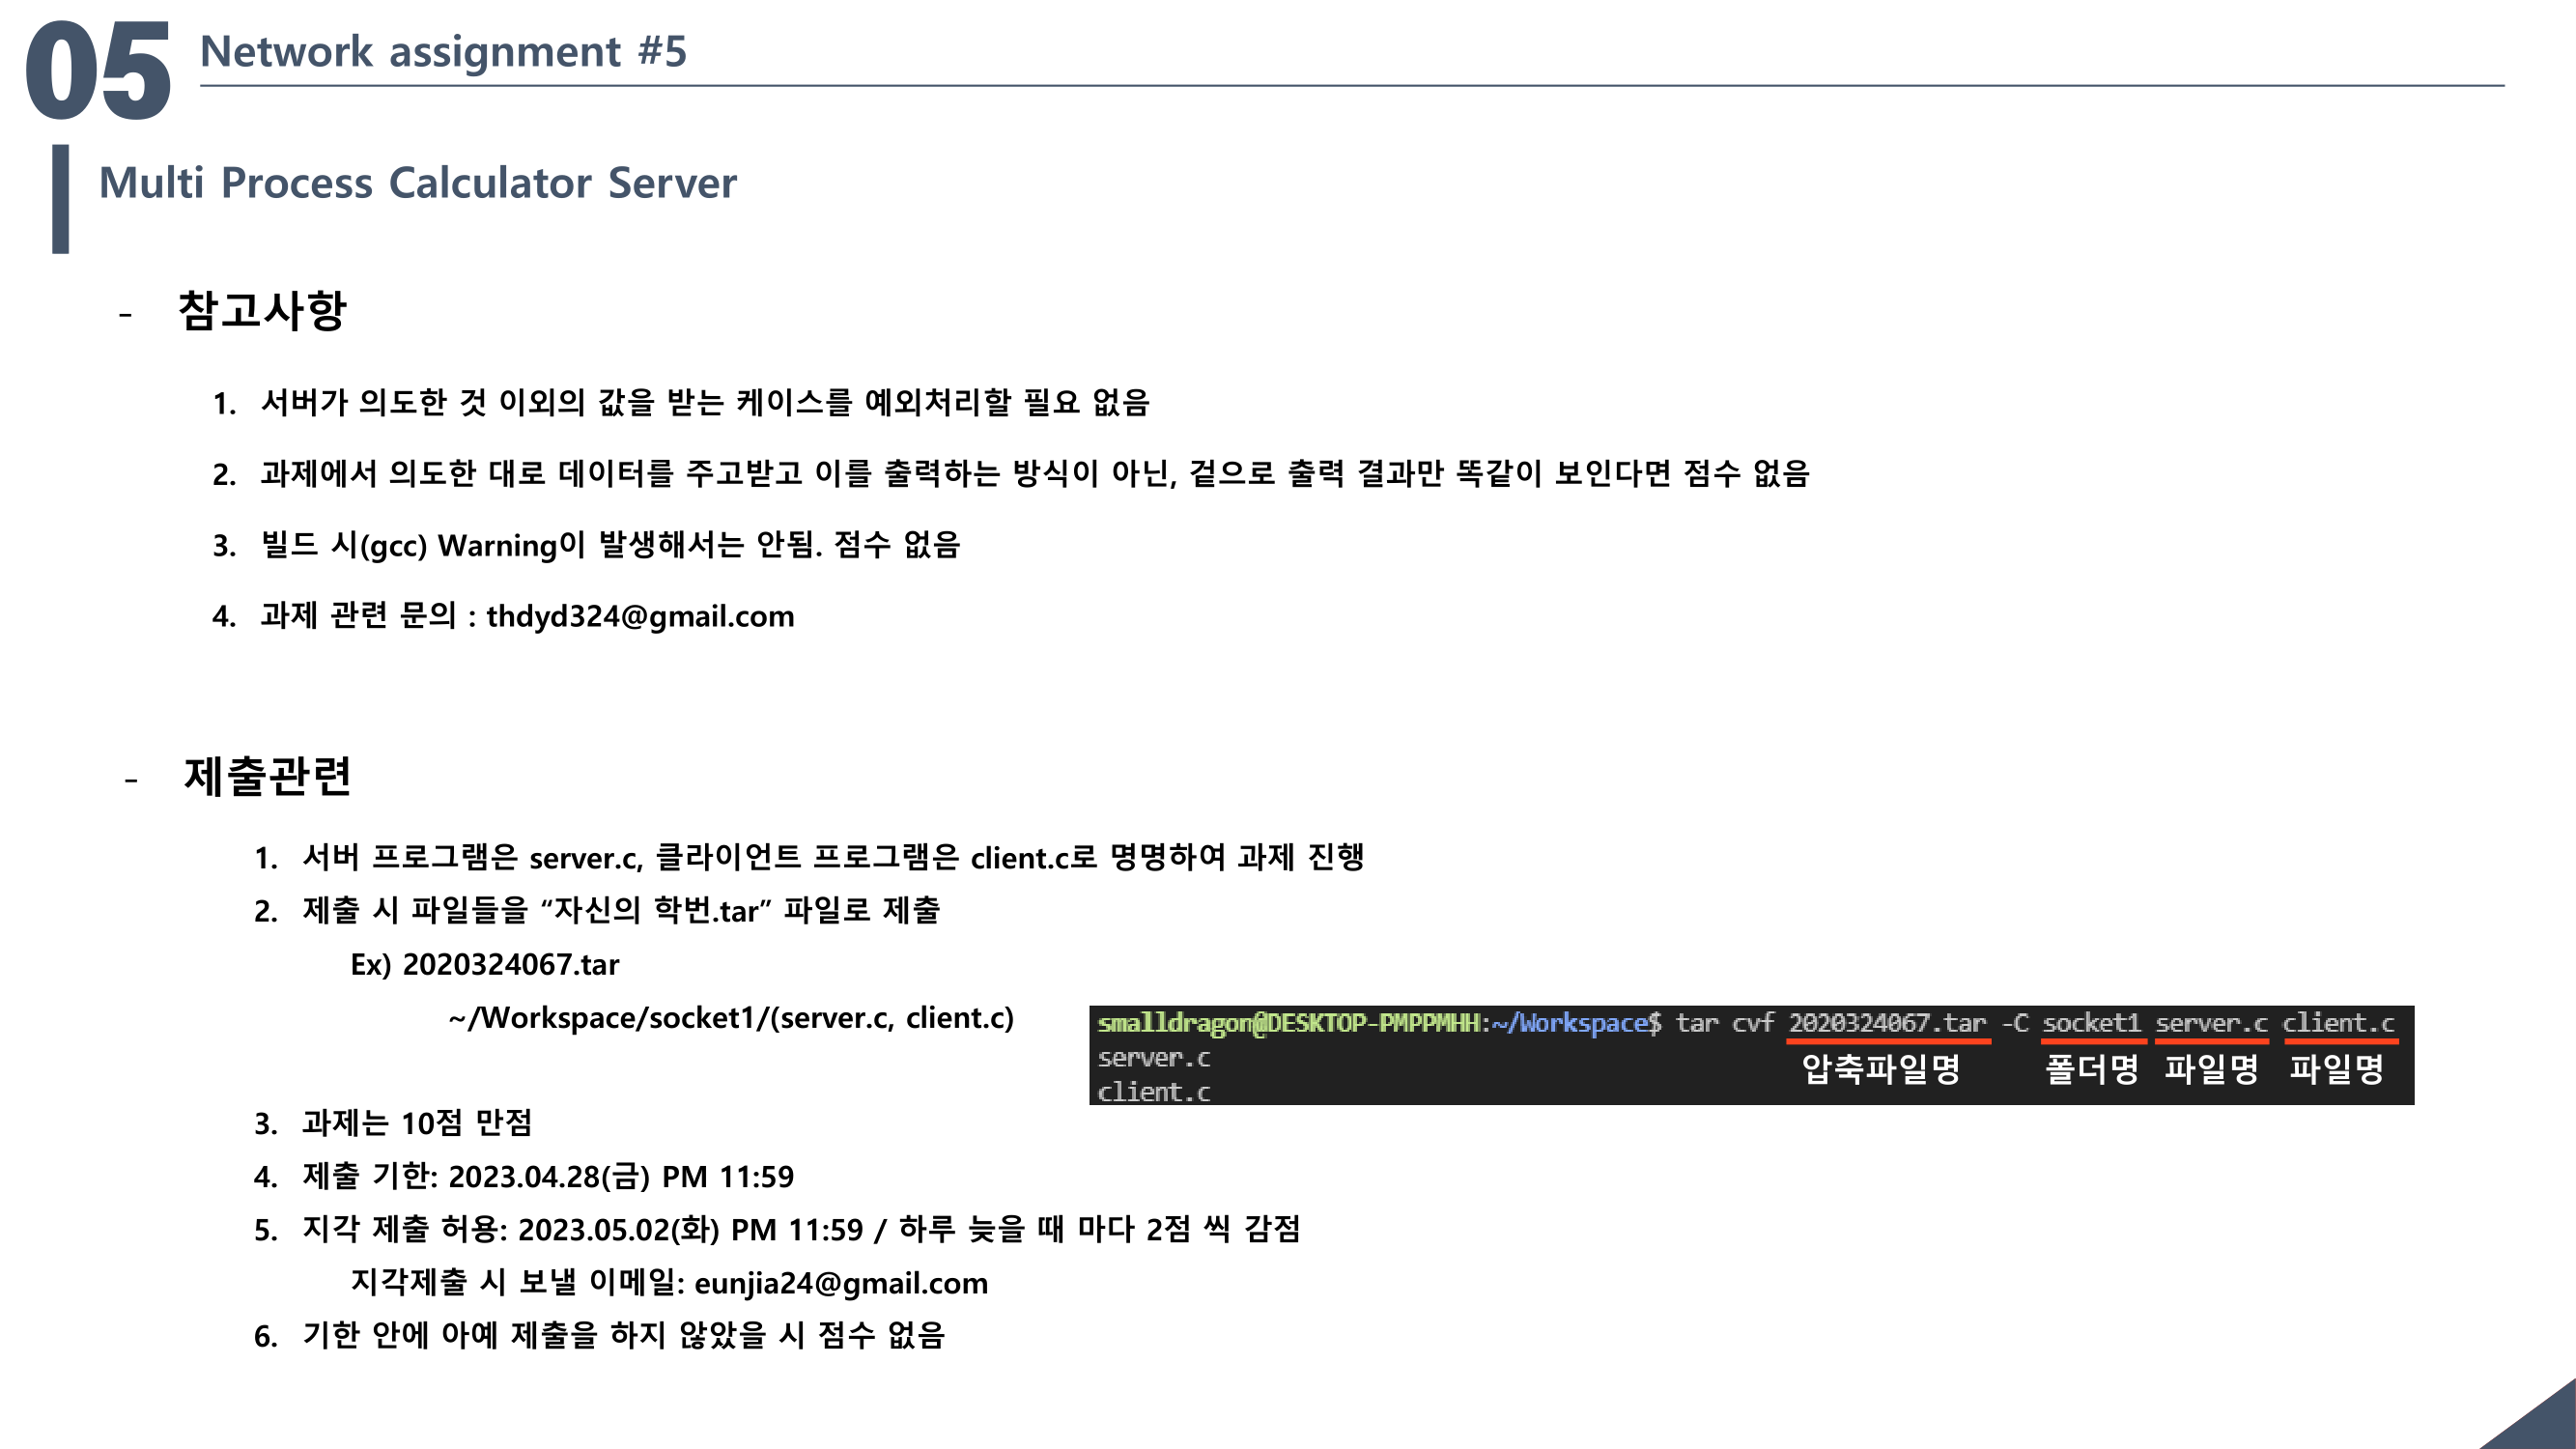 05
Network assignment #5
Multi Process Calculator Server
- 참고사항
1. 서버가 의도한 것 이외의 값을 받는 케이스를 예외처리할 필요 없음
2. 과제에서 의도한 대로 데이터를 주고받고 이를 출력하는 방식이 아닌, 겉으로 출력 결과만 똑같이 보인다면 점수 없음
3. 빌드 시(gcc) Warning이 발생해서는 안됨. 점수 없음
4. 과제 관련 문의 : thdyd324@gmail.com
- 제출관련
1. 서버 프로그램은 server.c, 클라이언트 프로그램은 client.c로 명명하여 과제 진행
2. 제출 시 파일들을 “자신의 학번.tar” 파일로 제출
Ex) 2020324067.tar
~/Workspace/socket1/(server.c, client.c)
smalldragon@DESKTOP-PMPPMHH:~/Workspace$ tar cvf 2020324067.tar -C socket1 server.c client.c
server.c
압축파일명 폴더명 파일명 파일명
client.c
3. 과제는 10점 만점
4. 제출 기한: 2023.04.28(금) PM 11:59
5. 지각 제출 허용: 2023.05.02(화) PM 11:59 / 하루 늦을 때 마다 2점 씩 감점
지각제출 시 보낼 이메일: eunjia24@gmail.com
6. 기한 안에 아예 제출을 하지 않았을 시 점수 없음